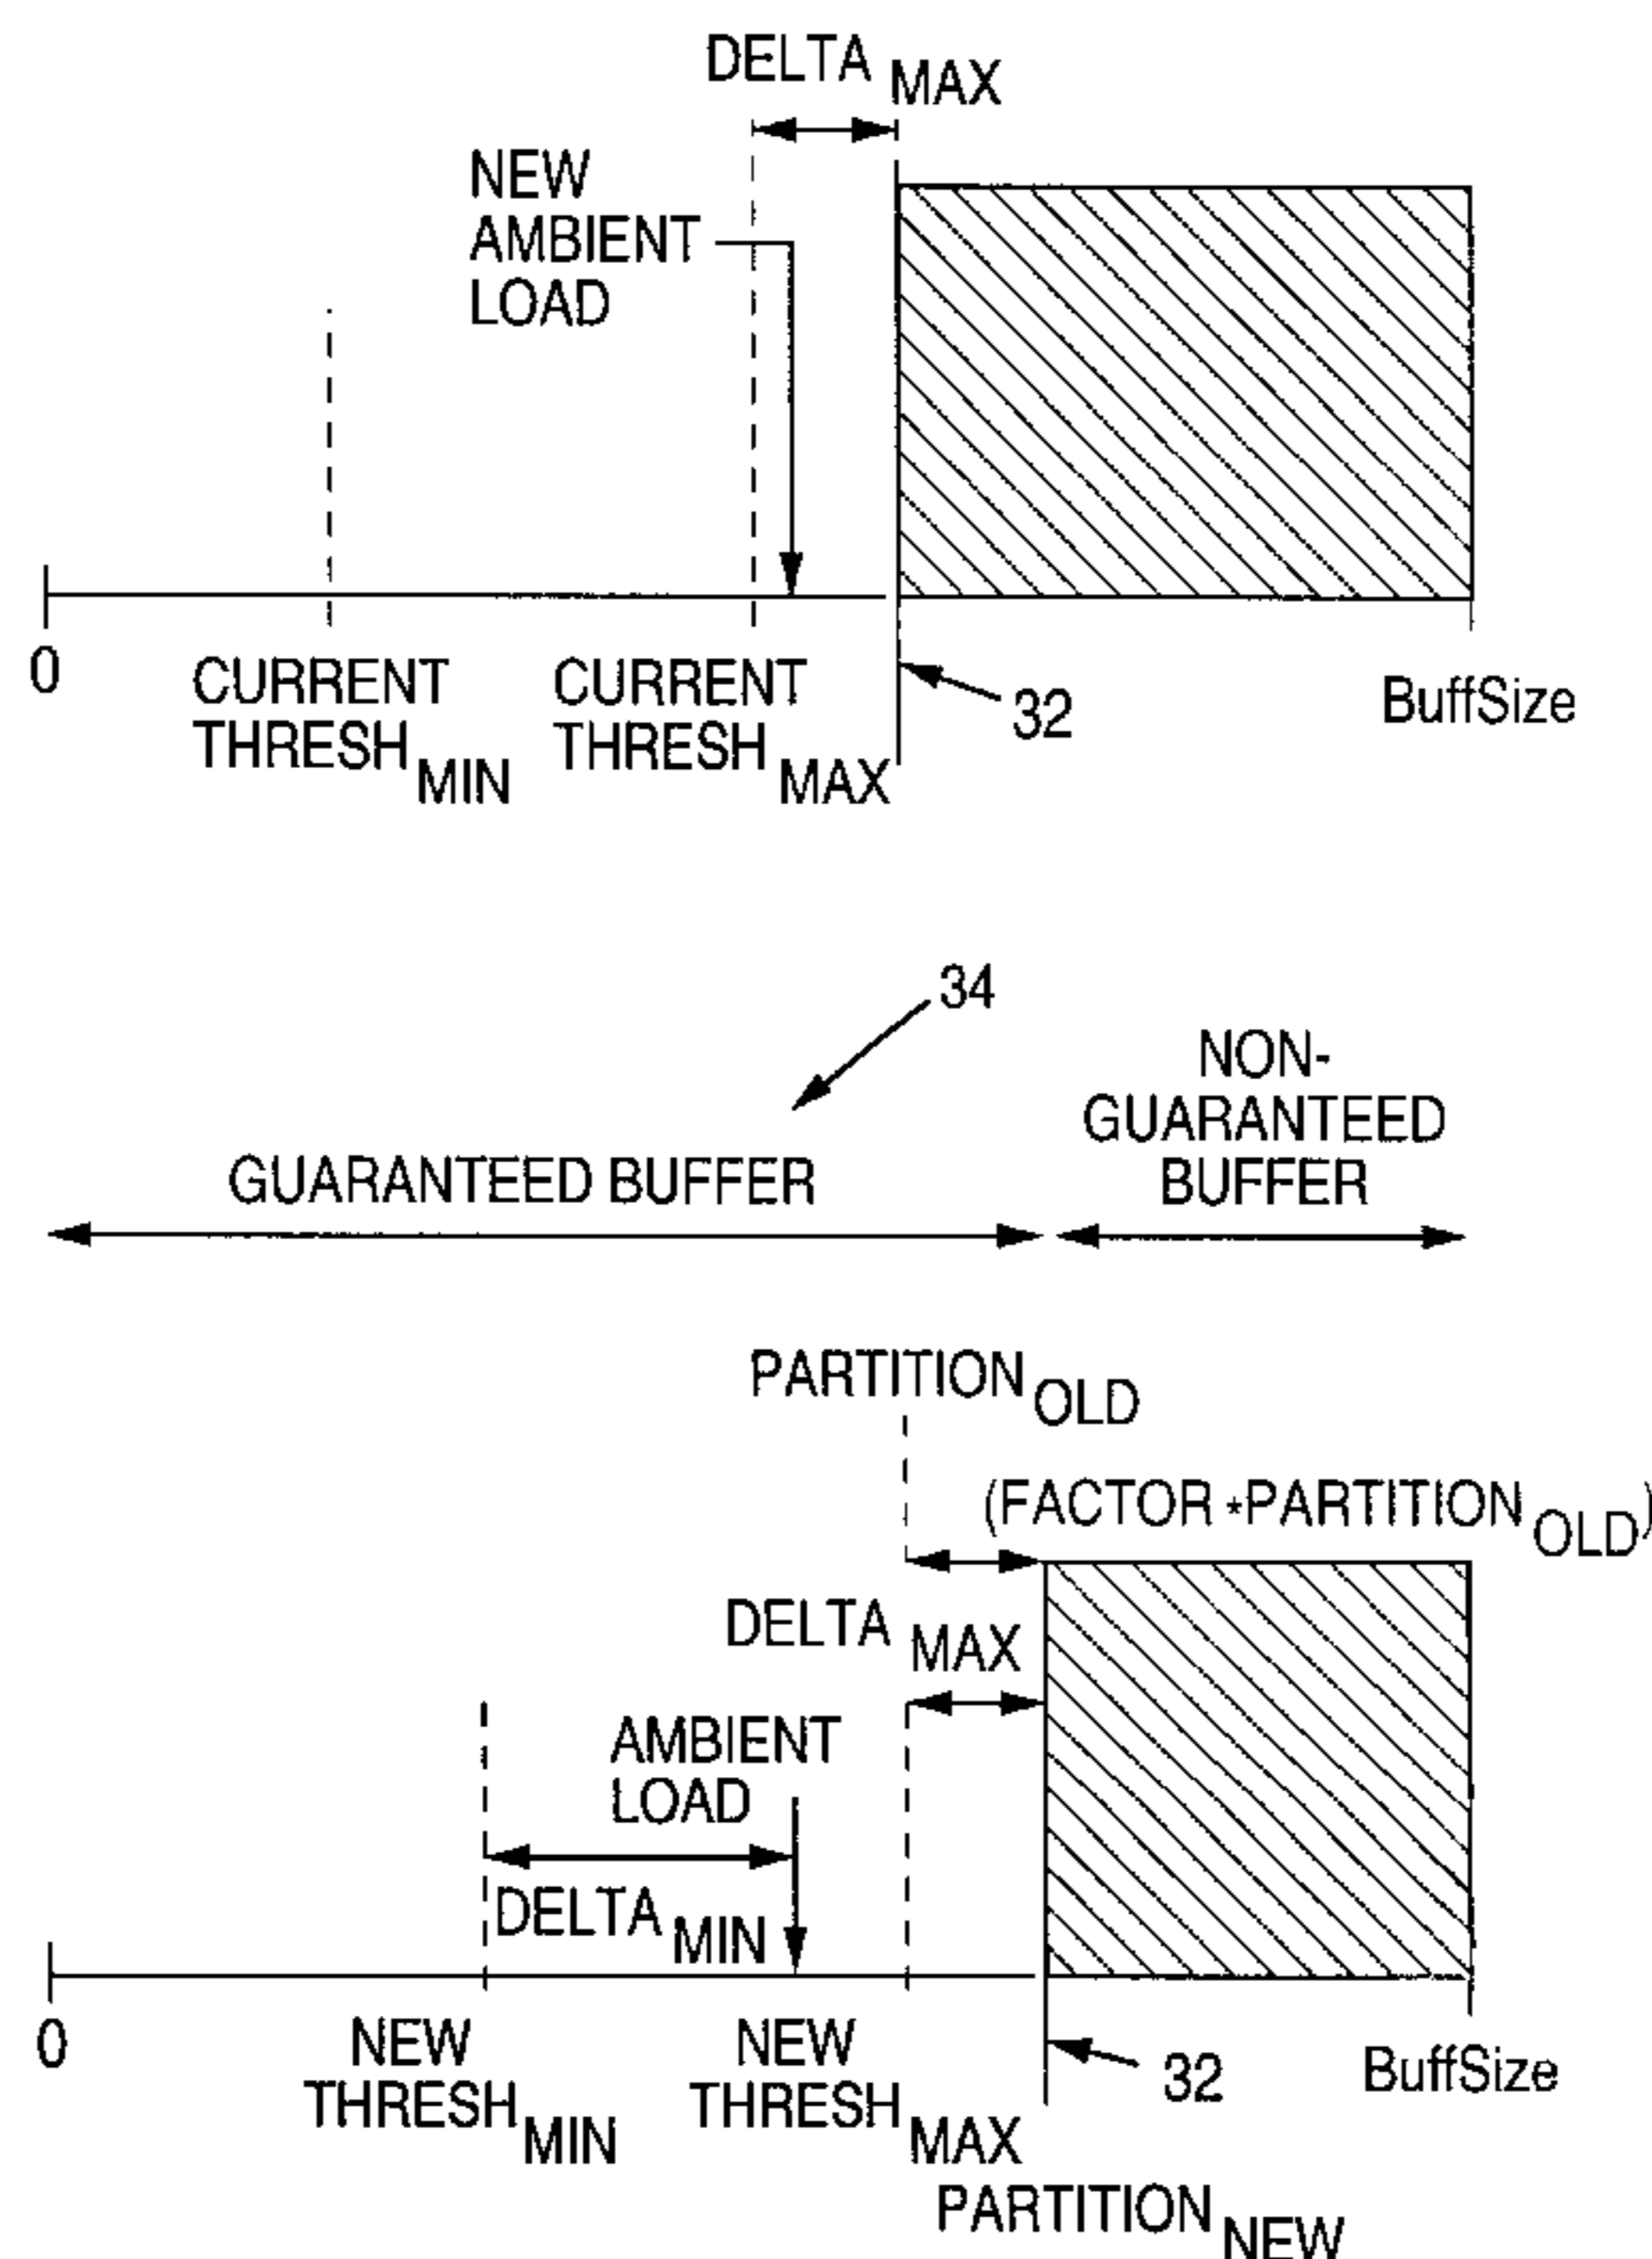 DELTA MAX
NEW
AMBIENT
LOAD
0
CURRENT
THRESH MIN
CURRENT
THRESH MAX
32
BuffSize
34
GUARANTEED BUFFER
NON-
GUARANTEED
BUFFER
PARTITION OLD
(FACTOR *PARTITION OLD)
DELTA MAX
AMBIENT
LOAD
DELTA MIN
0
NEW
THRESH MIN
NEW
THRESH MAX
32
BuffSize
PARTITION NEW